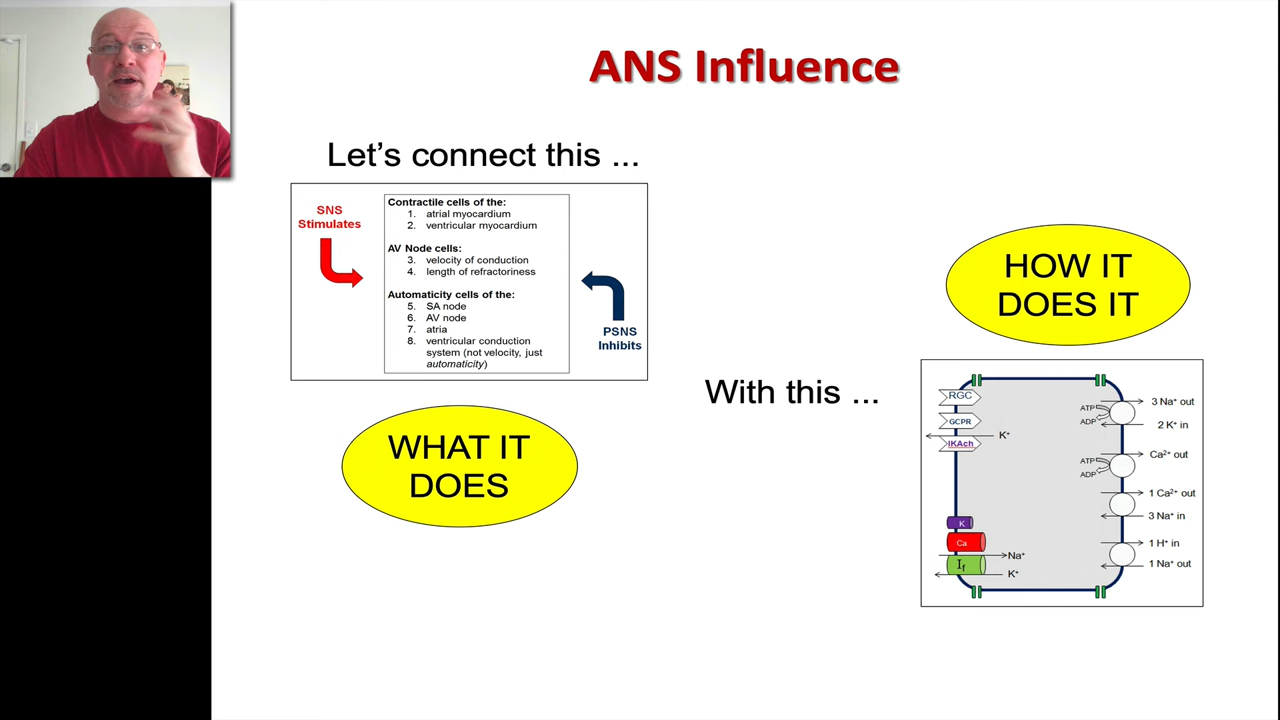 ANS Influence
Let's connect this ...
SNS
Stimulates
Contractile cells of the:
1. atrial myocardium
2. ventricular myocardium
AV Node cells:
3. velocity of conduction
4. length of refractoriness
Automaticity cells of the:
5. SA node
6. AV node
7. atria
8. ventricular conduction
system (not velocity, just
automaticity)
PSNS
Inhibits
WHAT IT
DOES
With this ...
HOW IT
DOES IT
RGC
GCPR
K⁺
IKAch
K
Ca
Na⁺
If
K⁺
ATP
ADP
3 Na⁺ out
2 K⁺ in
ATP
ADP
Ca²⁺ out
1 Ca²⁺ out
3 Na⁺ in
1 H⁺ in
1 Na⁺ out